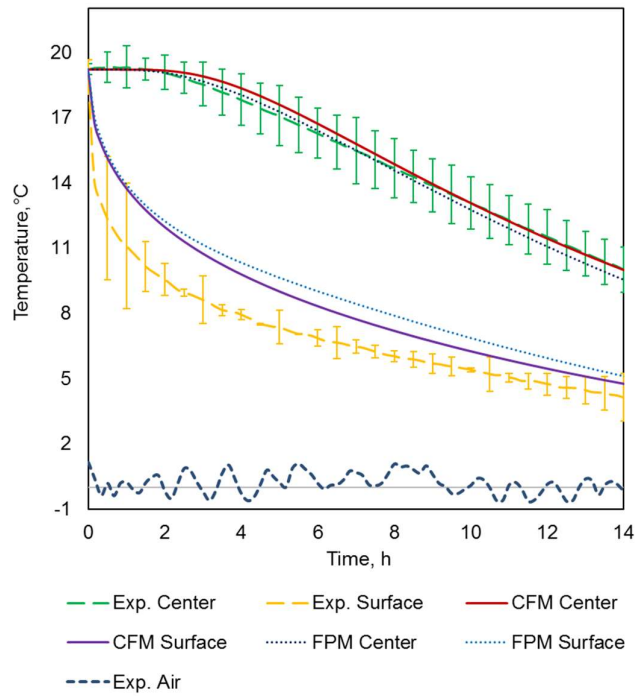 Temperature,°C
20
17
14
11
8
5
2
-1
0 2 4 6 8 10 12 14
Time, h
Exp. Center Exp. Surface CFM Center
CFM Surface FPM Center FPM Surface
Exp. Air